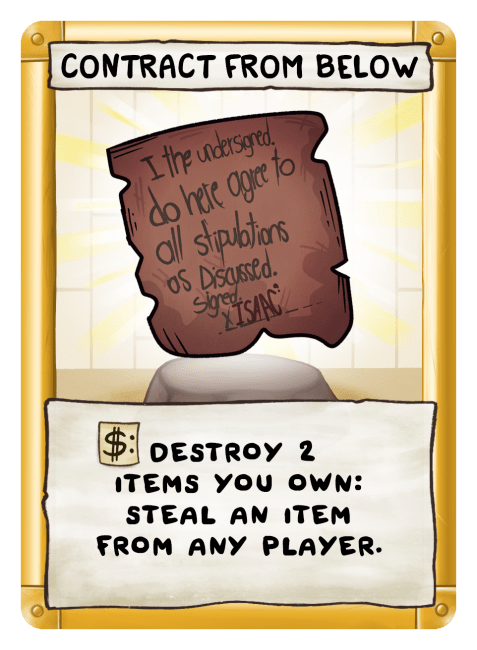 CONTRACT FROM BELOW
I the undersigned.
do here agree to
all stipulations
as Discussed.
Signed
x ISAAC
$: DESTROY 2
ITEMS YOU OWN:
STEAL AN ITEM
FROM ANY PLAYER.